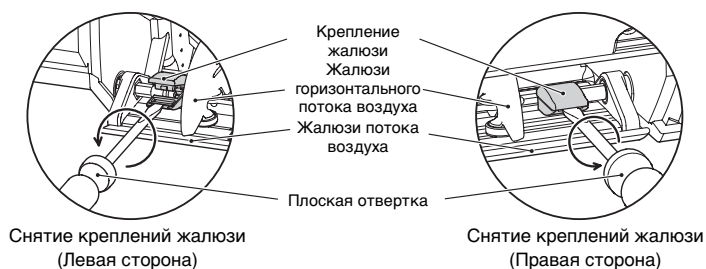 Крепление
жалюзи
Жалюзи
горизонтального
потока воздуха
Жалюзи потока
воздуха
Плоская отвертка
Снятие креплений жалюзи
(Левая сторона)
Снятие креплений жалюзи
(Правая сторона)